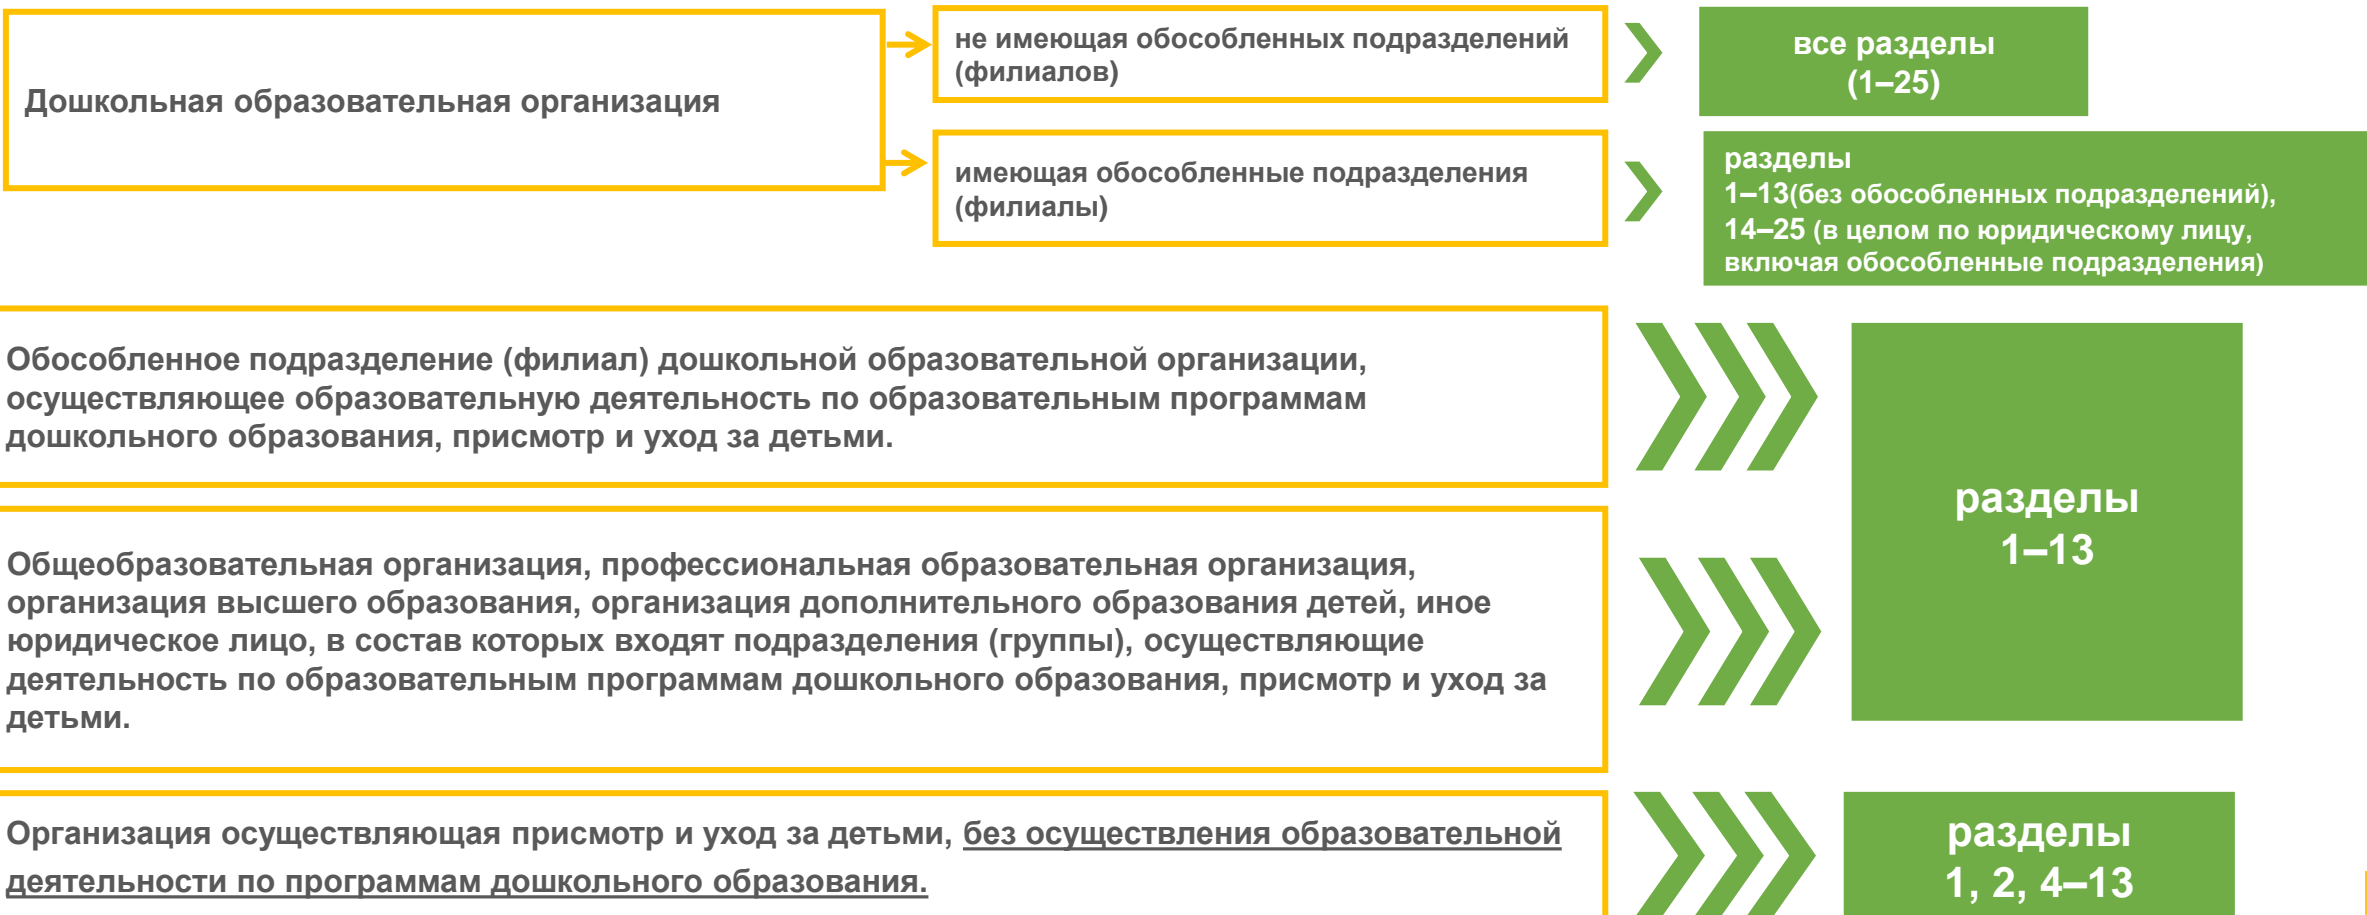 Дошкольная образовательная организация
не имеющая обособленных подразделений
(филиалов)
все разделы
(1–25)
имеющая обособленные подразделения
(филиалы)
разделы
1–13(без обособленных подразделений),
14–25 (в целом по юридическому лицу,
включая обособленные подразделения)
Обособленное подразделение (филиал) дошкольной образовательной организации,
осуществляющее образовательную деятельность по образовательным программам
дошкольного образования, присмотр и уход за детьми.
Общеобразовательная организация, профессиональная образовательная организация,
организация высшего образования, организация дополнительного образования детей, иное
юридическое лицо, в состав которых входят подразделения (группы), осуществляющие
деятельность по образовательным программам дошкольного образования, присмотр и уход за
детьми.
разделы
1–13
Организация осуществляющая присмотр и уход за детьми, без осуществления образовательной
деятельности по программам дошкольного образования.
разделы
1, 2, 4–13